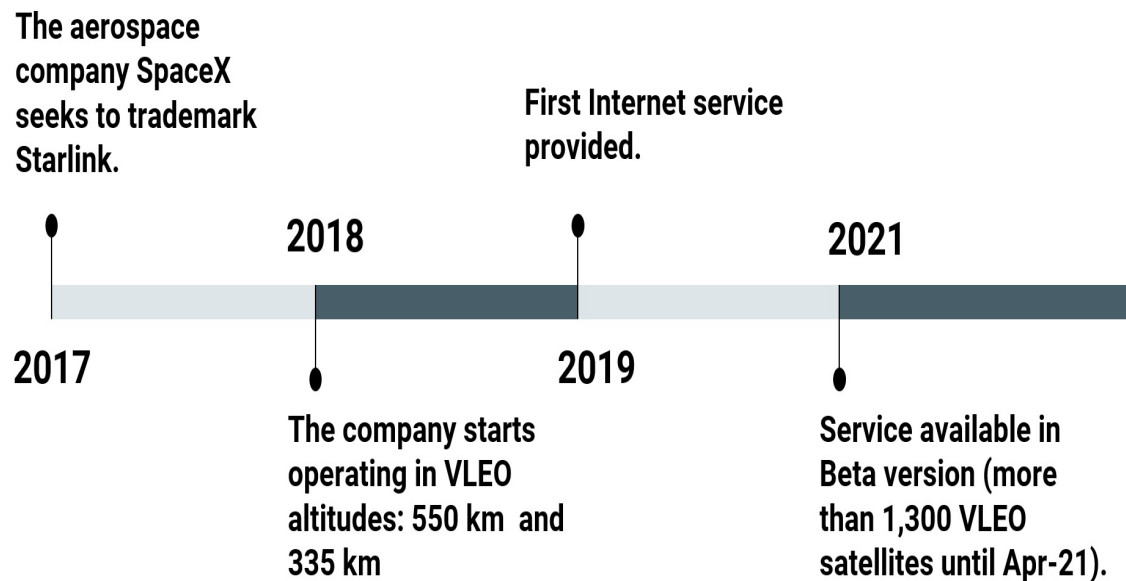 The aerospace
company SpaceX
seeks to trademark
Starlink.
First Internet service
provided.
2018
2021
2017
2019
The company starts
operating in VLEO
altitudes: 550 km and
335 km
Service available in
Beta version (more
than 1,300 VLEO
satellites until Apr-21).